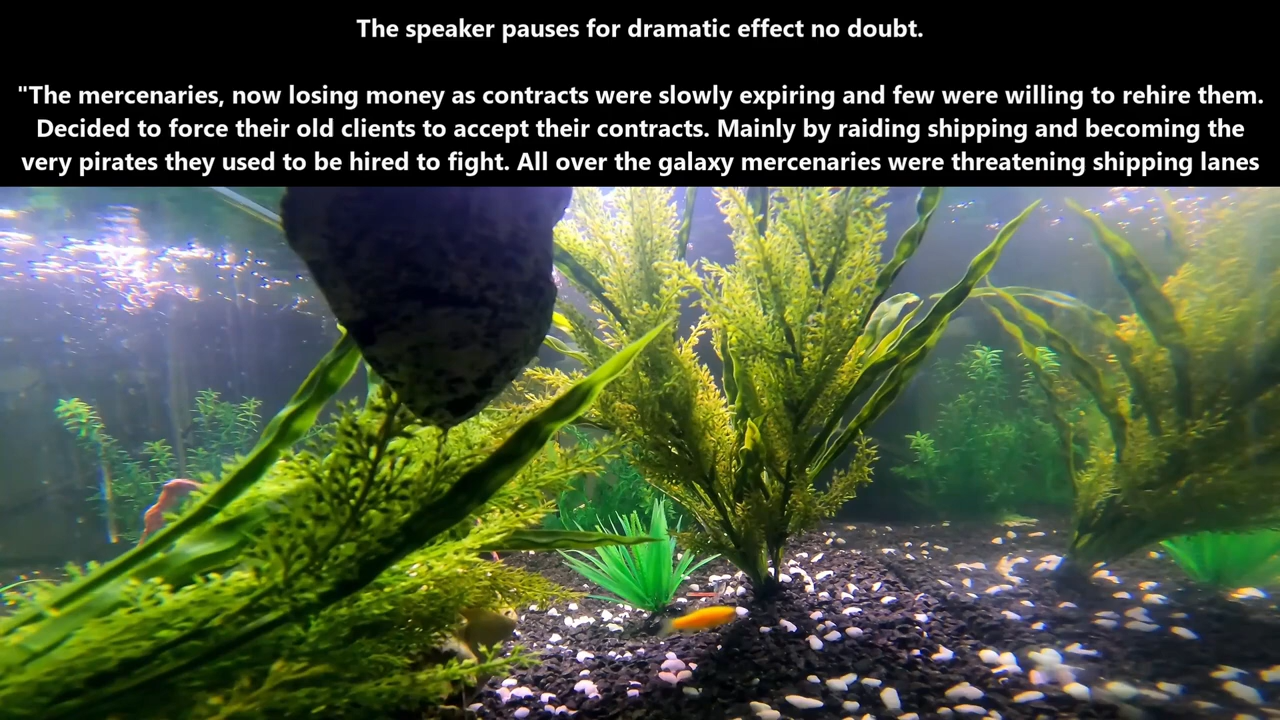 The speaker pauses for dramatic effect no doubt.
"The mercenaries, now losing money as contracts were slowly expiring and few were willing to rehire them.
Decided to force their old clients to accept their contracts. Mainly by raiding shipping and becoming the
very pirates they used to be hired to fight. All over the galaxy mercenaries were threatening shipping lanes